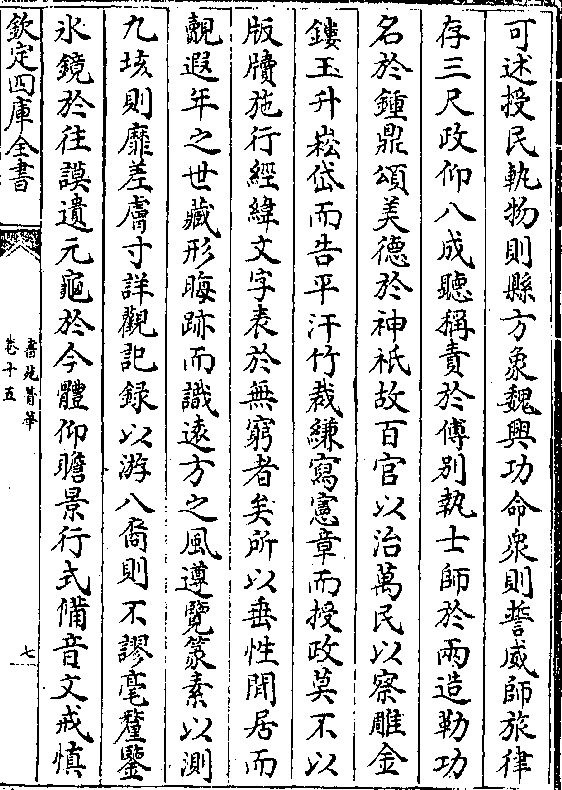 可述授民軌物則縣方象魏興功命衆則誓威師旅律
存三尺政仰八成聽稱責於傅别執士師於兩造勒功
名於鍾鼎頌美德於神祇故百官以治萬民以察雕金
鏤玉升崧岱而告平汗竹裁縑寫憲章而授政莫不以
版牘施行經緯文字表於無窮者矣所以垂性閒居而
覿遐年之世藏形晦跡而識遠方之風遵覽篆素以測
九垓則靡差膚寸詳觀記録以游八裔則不謬毫釐鑒
氷鏡於往謨遺元龜於今體仰瞻景行式備音文戒慎
欽定四庫全書
卷十五
七